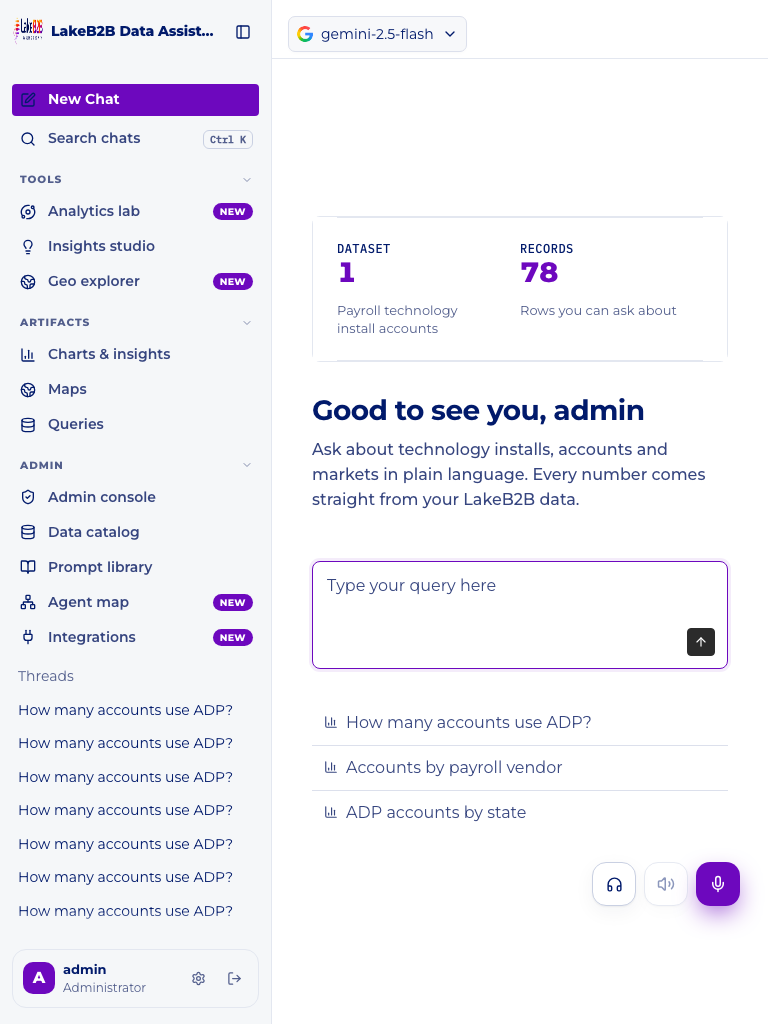 LakeB2B Data Assist...
New Chat
Search chats
Ctrl K
TOOLS
Analytics lab
NEW
Insights studio
Geo explorer
NEW
ARTIFACTS
Charts & insights
Maps
Queries
ADMIN
Admin console
Data catalog
Prompt library
Agent map
NEW
Integrations
NEW
Threads
How many accounts use ADP?
How many accounts use ADP?
How many accounts use ADP?
How many accounts use ADP?
How many accounts use ADP?
How many accounts use ADP?
How many accounts use ADP?
A
admin
Administrator
gemini-2.5-flash
DATASET
1
Payroll technology
install accounts
RECORDS
78
Rows you can ask about
Good to see you, admin
Ask about technology installs, accounts and
markets in plain language. Every number comes
straight from your LakeB2B data.
Type your query here
How many accounts use ADP?
Accounts by payroll vendor
ADP accounts by state